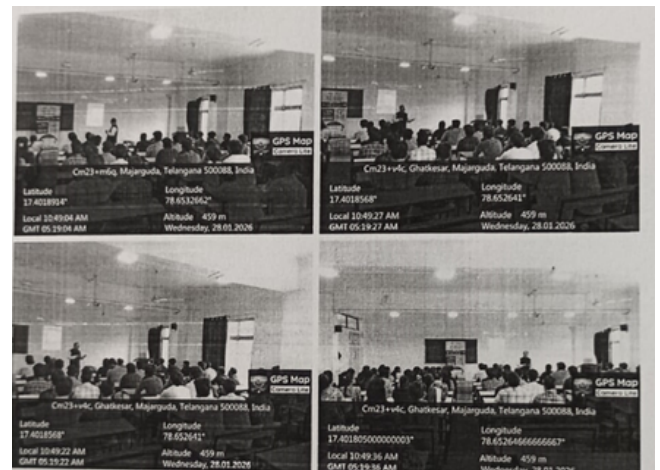 GPS Map
Camera Lite
Cm23+m6q, Majarguda, Telangana 500088, India
Latitude
17.4018914°
Longitude
78.6532662°
Local 10:49:04 AM
GMT 05:19:04 AM
Altitude 459 m
Wednesday, 28.01.2026
GPS Map
Camera Lite
Cm23+v4c, Ghatkesar, Majarguda, Telangana 500088, India
Latitude
17.4018568°
Longitude
78.652641°
Local 10:49:27 AM
GMT 05:19:27 AM
Altitude 459 m
Wednesday, 28.01.2026
GPS Map
Camera Lite
Cm23+v4c, Ghatkesar, Majarguda, Telangana 500088, India
Latitude
17.4018568°
Longitude
78.652641°
Local 10:49:22 AM
GMT 05:19:22 AM
Altitude 459 m
Wednesday, 28.01.2026
GPS Map
Camera Lite
Cm23+v4c, Ghatkesar, Majarguda, Telangana 500088, India
Latitude
17.401805000000003°
Longitude
78.65264666666667°
Local 10:49:36 AM
GMT 05:19:36 AM
Altitude 459 m
Wednesday, 28.01.2026